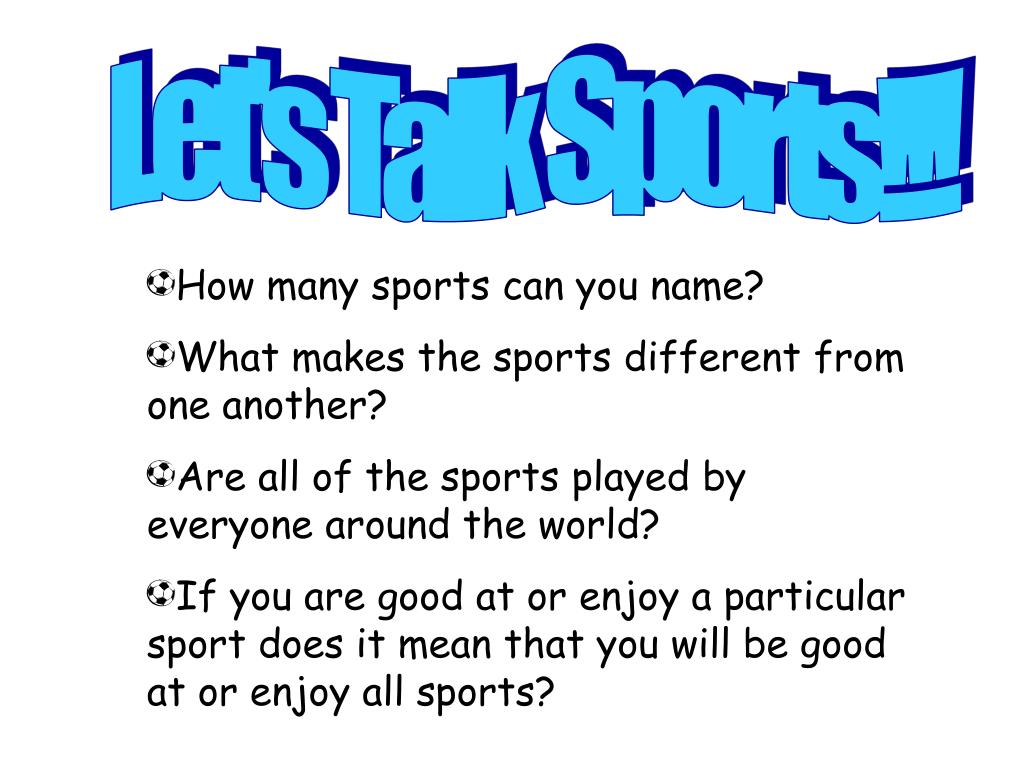 Let's Talk Sports!!!
How many sports can you name?
What makes the sports different from
one another?
Are all of the sports played by
everyone around the world?
If you are good at or enjoy a particular
sport does it mean that you will be good
at or enjoy all sports?